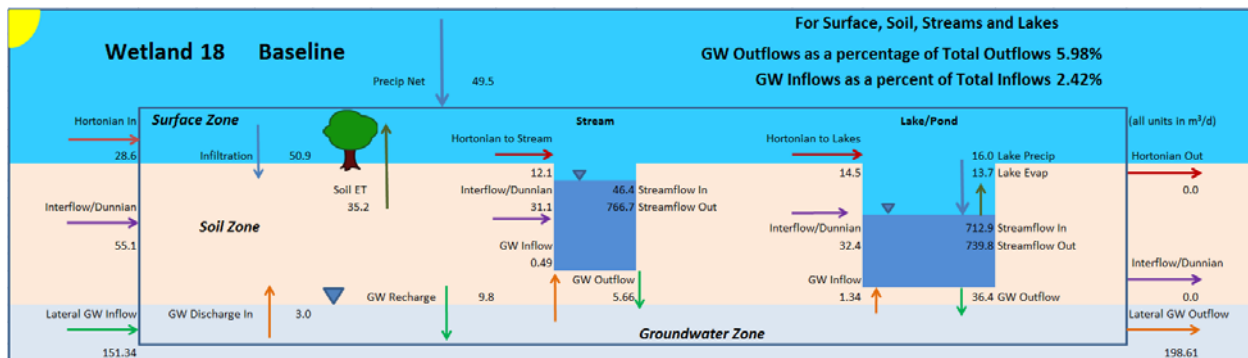 For Surface, Soil, Streams and Lakes
Wetland 18 Baseline
GW Outflows as a percentage of Total Outflows 5.98%
GW Inflows as a percent of Total Inflows 2.42%
Precip Net 49.5
Hortonian In
Surface Zone
Stream
Lake/Pond
(all units in m³/d)
Hortonian to Stream
Hortonian to Lakes
28.6
Infiltration 50.9
12.1
14.5
16.0 Lake Precip
Hortonian Out
13.7 Lake Evap
Soil ET
Interflow/Dunnian
46.4 Streamflow In
0.0
35.2
31.1
766.7 Streamflow Out
Interflow/Dunnian
Soil Zone
Interflow/Dunnian
712.9 Streamflow In
55.1
GW Inflow
32.4
739.8 Streamflow Out
0.49
Interflow/Dunnian
GW Outflow
GW Inflow
GW Recharge 9.8
5.66
1.34
36.4 GW Outflow
0.0
Lateral GW Inflow
GW Discharge In 3.0
Lateral GW Outflow
Groundwater Zone
151.34
198.61